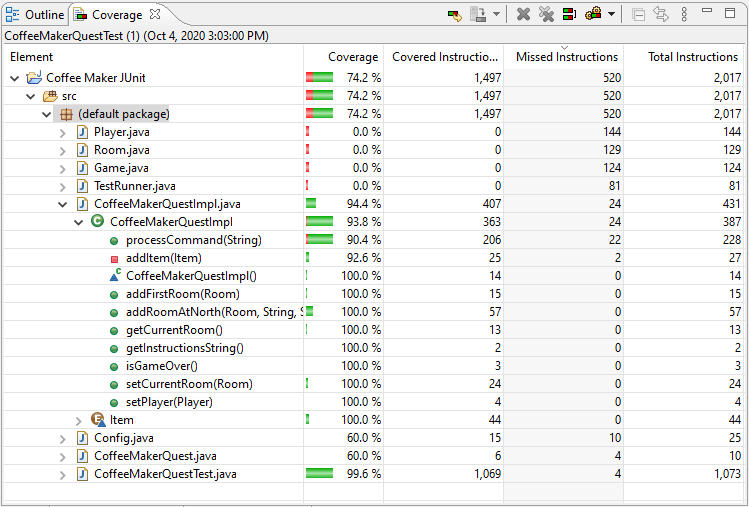 Outline Coverage
CoffeeMakerQuestTest (1) (Oct 4, 2020 3:03:00 PM)
Element Coverage Covered Instructio... Missed Instructions Total Instructions
Coffee Maker JUnit 74.2 % 1,497 520 2,017
src 74.2 % 1,497 520 2,017
(default package) 74.2 % 1,497 520 2,017
Player.java 0.0 % 0 144 144
Room.java 0.0 % 0 129 129
Game.java 0.0 % 0 124 124
TestRunner.java 0.0 % 0 81 81
CoffeeMakerQuestImpl.java 94.4 % 407 24 431
CoffeeMakerQuestImpl 93.8 % 363 24 387
processCommand(String) 90.4 % 206 22 228
addItem(Item) 92.6 % 25 2 27
CoffeeMakerQuestImpl() 100.0 % 14 0 14
addFirstRoom(Room) 100.0 % 15 0 15
addRoomAtNorth(Room, String, S 100.0 % 57 0 57
getCurrentRoom() 100.0 % 13 0 13
getInstructionsString() 100.0 % 2 0 2
isGameOver() 100.0 % 3 0 3
setCurrentRoom(Room) 100.0 % 24 0 24
setPlayer(Player) 100.0 % 4 0 4
Item 100.0 % 44 0 44
Config.java 60.0 % 15 10 25
CoffeeMakerQuest.java 60.0 % 6 4 10
CoffeeMakerQuestTest.java 99.6 % 1,069 4 1,073